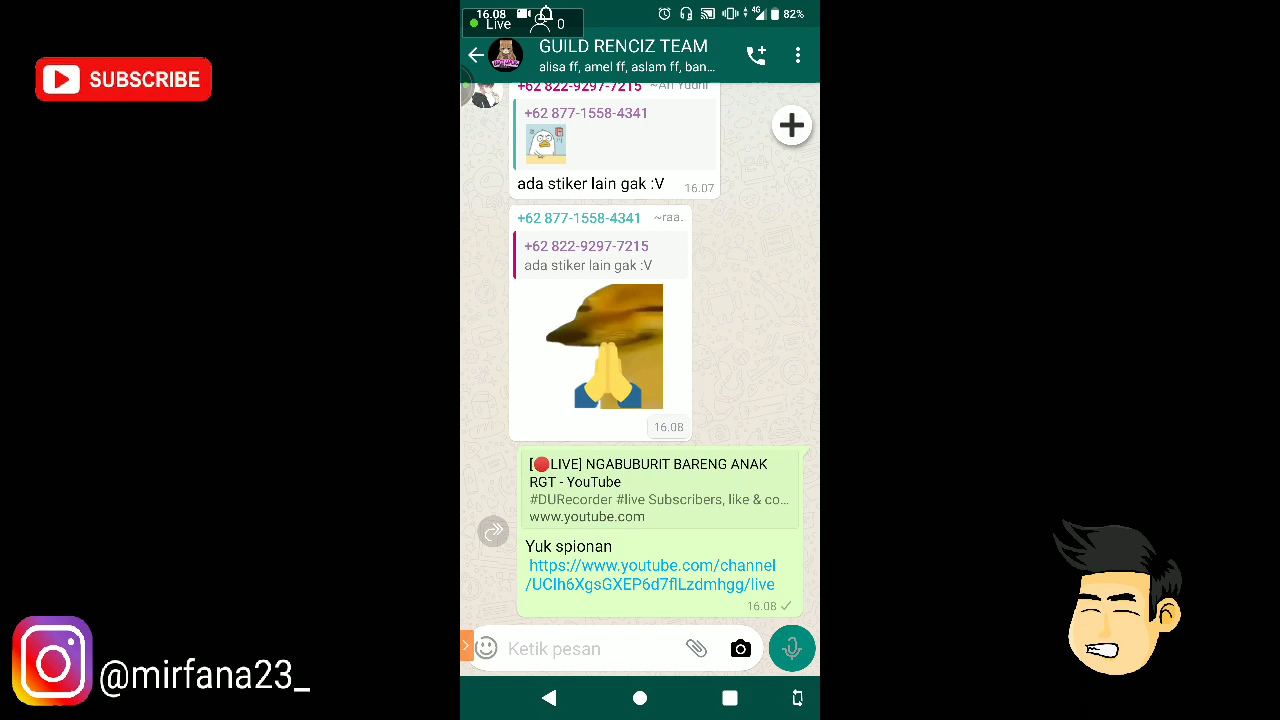 SUBSCRIBE
16.08
82%
Live 0
4G
GUILD RENCIZ TEAM
alisa ff, amel ff, aslam ff, ban...
+62 822-9297-7215
+62 877-1558-4341
ada stiker lain gak :V 16.07
+62 877-1558-4341 ~raa.
+62 822-9297-7215
ada stiker lain gak :V
16.08
[🔴LIVE] NGABUBURIT BARENG ANAK
RGT - YouTube
#DURecorder #live Subscribers, like & co...
www.youtube.com
Yuk spionan
https://www.youtube.com/channel
/UCIh6XgsGXEP6d7flLzdmhgg/live
16.08
Ketik pesan
@mirfana23_